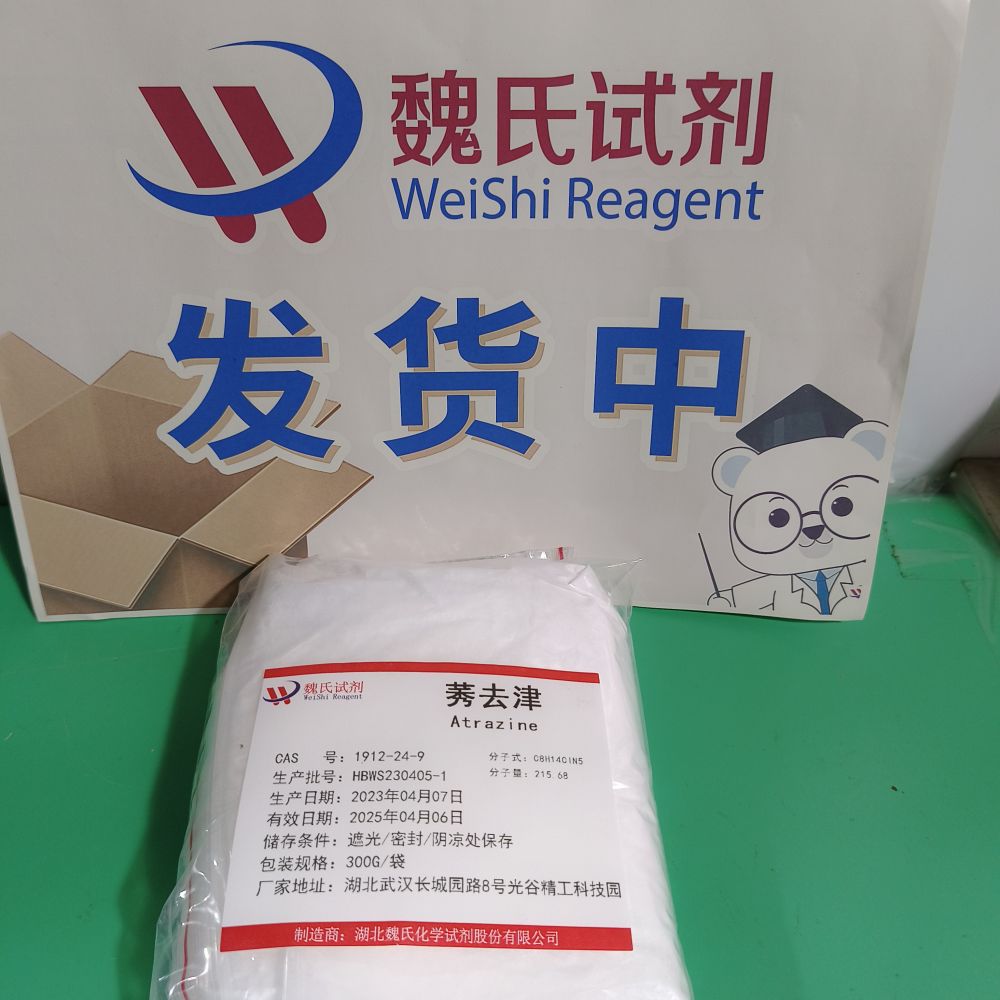 魏氏试剂
WeiShi Reagent
发货中
魏氏试剂
WeiShi Reagent
莠去津
Atrazine
CAS 号：1912-24-9
分子式：C8H14ClN5
生产批号：HBWS230405-1
分子量：215.68
生产日期：2023年04月07日
有效日期：2025年04月06日
储存条件：遮光/密封/阴凉处保存
包装规格：300G/袋
厂家地址：湖北武汉长城园路8号光谷精工科技园
制造商：湖北魏氏化学试剂股份有限公司